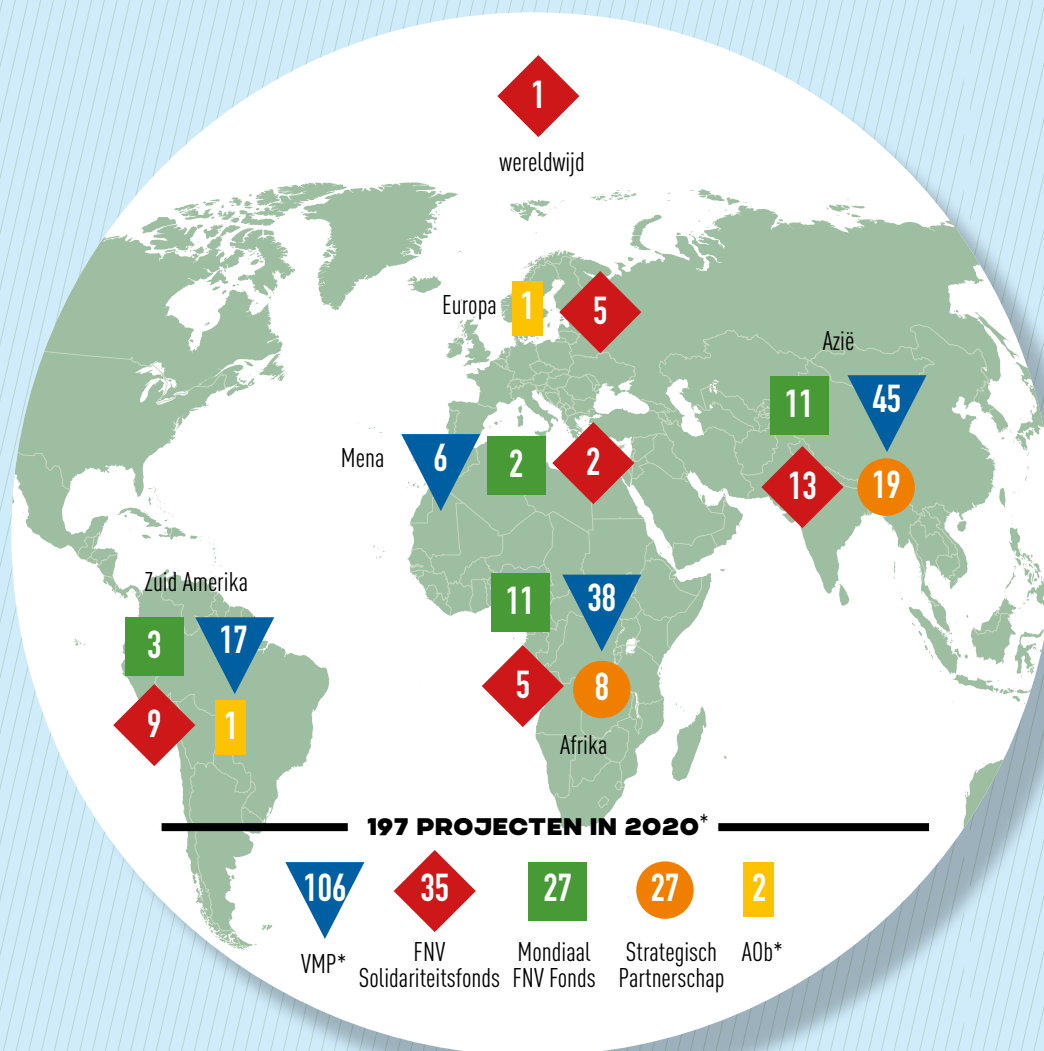 1
wereldwijd
Europa
1
5
Azië
11
45
13
19
Mena
6
2
2
Zuid Amerika
3
17
9
1
11
38
5
8
Afrika
197 PROJECTEN IN 2020*
106
VMP*
35
FNV
Solidariteitsfonds
27
Mondiaal
FNV Fonds
27
Strategisch
Partnerschap
2
AOb*